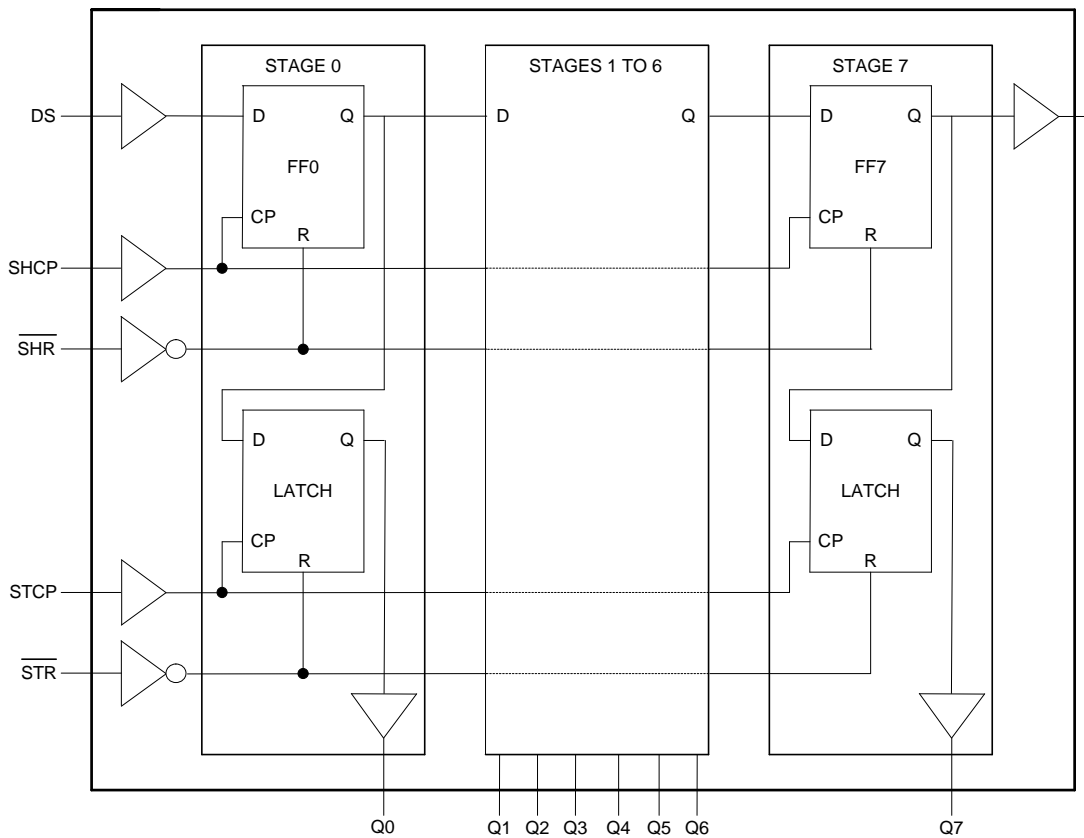 STAGE 0
STAGES 1 TO 6
STAGE 7
DS
D Q
D Q
D Q
FF0
FF7
CP
CP
R
R
SHCP
SHR
D Q
D Q
LATCH
LATCH
CP
CP
R
R
STCP
STR
Q0 Q1 Q2 Q3 Q4 Q5 Q6 Q7